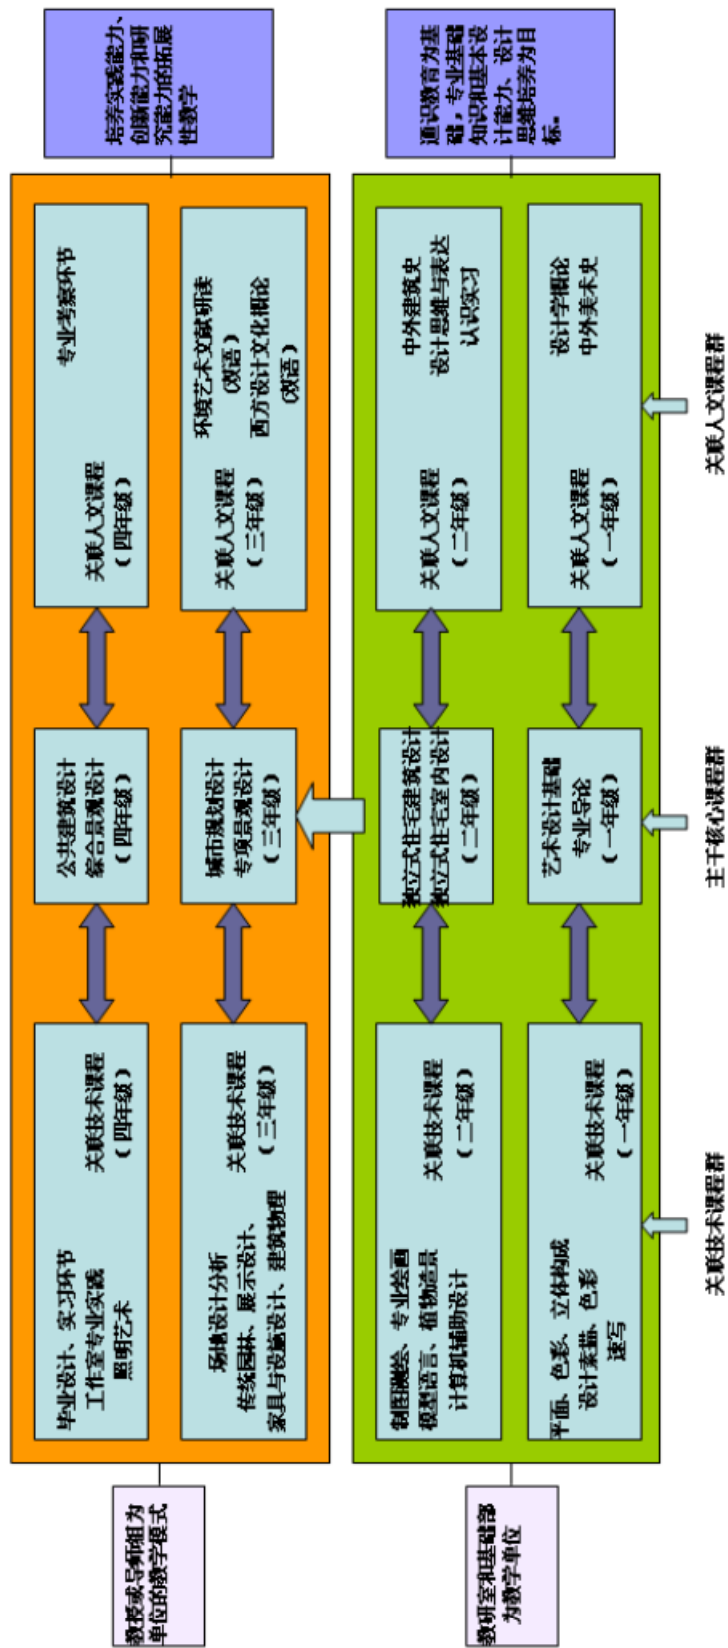 教授或导师组为
单位的教学模式
毕业设计、实习环节
工作室专业实践
照明艺术
关联技术课程
（四年级）
公共建筑设计
综合景观设计
（四年级）
关联人文课程
（四年级）
专业考察环节
培养实践能力、
创新能力和研
究能力的拓展
性教学
场地设计分析
传统园林、展示设计、
家具与设施设计、建筑物理
关联技术课程
（三年级）
城市规划设计
专项景观设计
（三年级）
关联人文课程
（三年级）
环境艺术文献研读
（双语）
西方设计文化概论
（双语）
教研室和基础部
为教学单位
制图测绘、专业绘画
模型语言、植物造景
计算机辅助设计
关联技术课程
（二年级）
独立式住宅建筑设计
独立式住宅室内设计
（二年级）
关联人文课程
（二年级）
中外建筑史
设计思维与表达
认识实习
通识教育为基
础，专业基础
知识和基本设
计能力、设计
思维培养为目
标。
平面、色彩、立体构成
设计素描、色彩
速写
关联技术课程
（一年级）
艺术设计基础
专业导论
（一年级）
关联人文课程
（一年级）
设计学概论
中外美术史
关联技术课程群
主干核心课程群
关联人文课程群